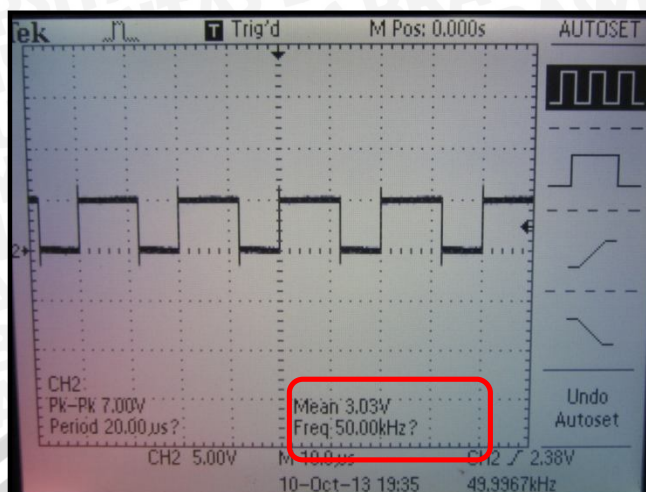 Tek T Trig'd M Pos: 0.000s AUTOSET
2
CH2
Pk-Pk 7.00V
Period 20.00µs?
Mean 3.03V
Freq 50.00kHz?
Undo
Autoset
CH2 5.00V M 10.0µs CH2 2.38V
10-Oct-13 19:35 49.9967kHz